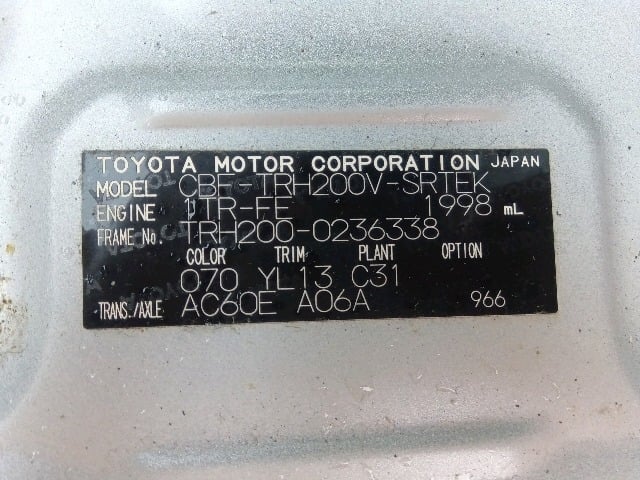 TOYOTA MOTOR CORPORATION JAPAN
MODEL CBF-TRH200V-SRTEK
ENGINE 1TR-FE 1998 mL
FRAME No. TRH200-0236338
COLOR TRIM PLANT OPTION
070 YL13 C31
TRANS./AXLE AC60E A06A 966